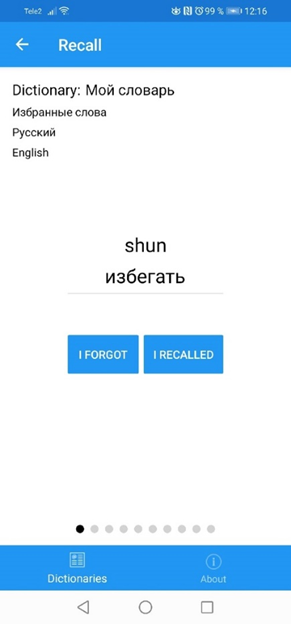 Tele2 99 % 12:16
Recall
Dictionary: Мой словарь
Избранные слова
Русский
English
shun
избегать
I FORGOT I RECALLED
Dictionaries About